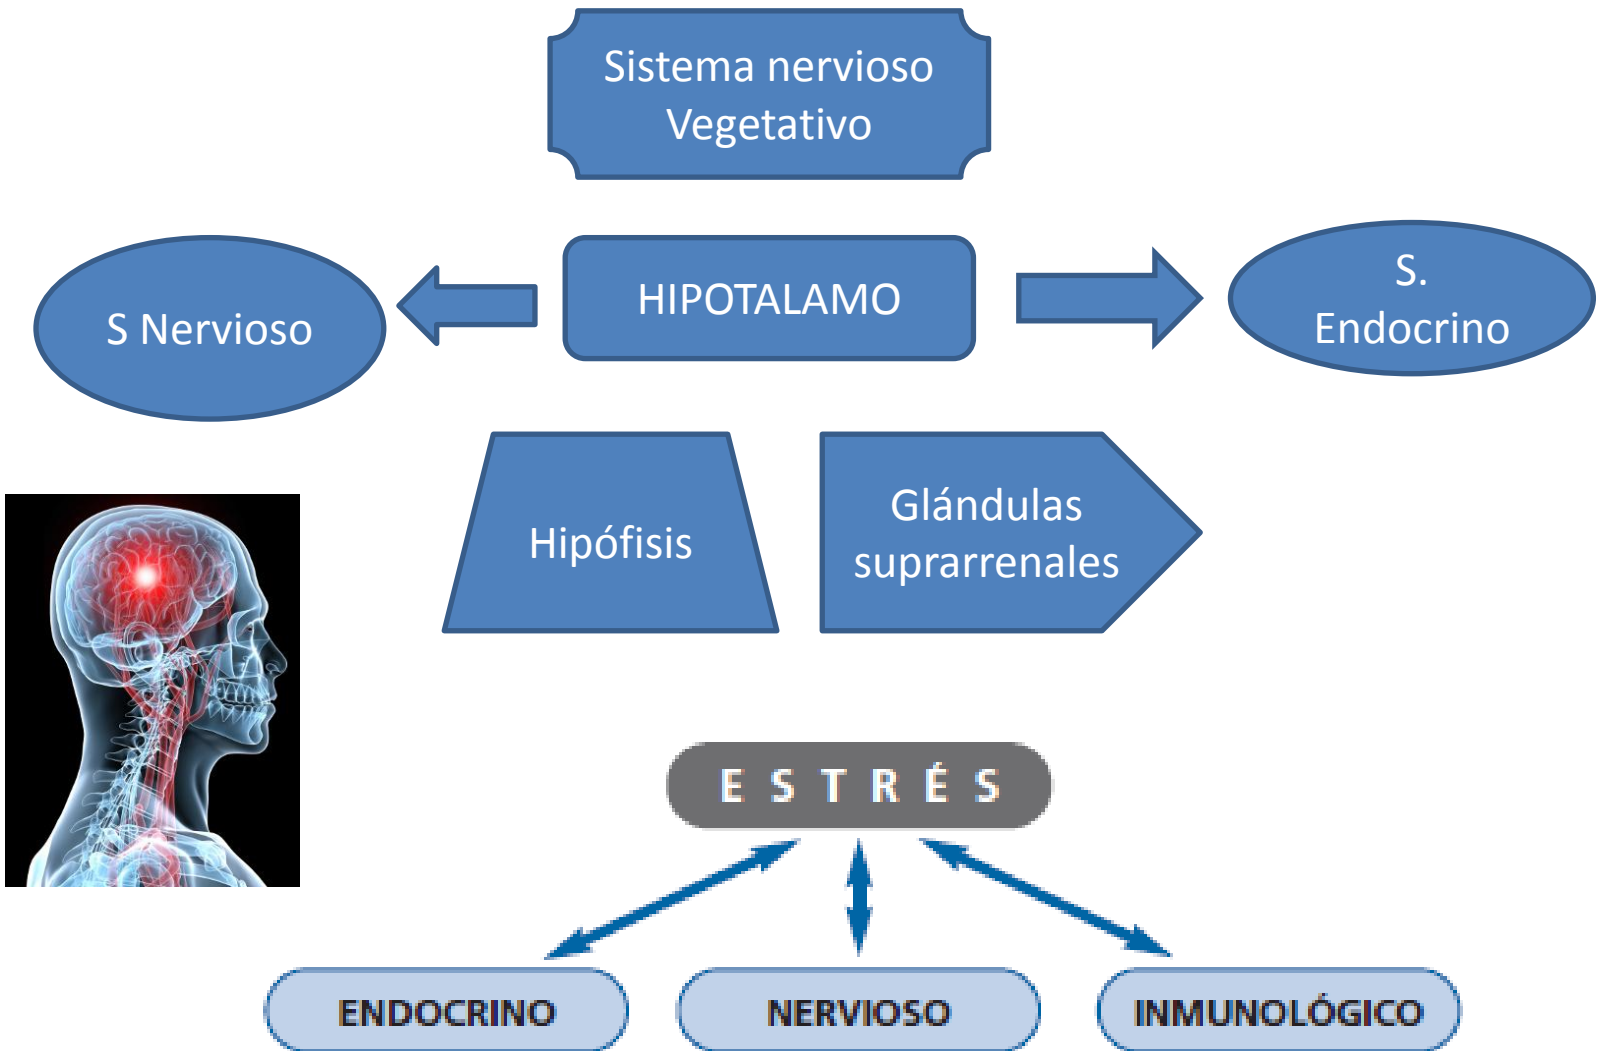 Sistema nervioso
Vegetativo
S Nervioso
HIPOTALAMO
S.
Endocrino
Hipófisis
Glándulas
suprarrenales
ESTRÉS
ENDOCRINO
NERVIOSO
INMUNOLÓGICO